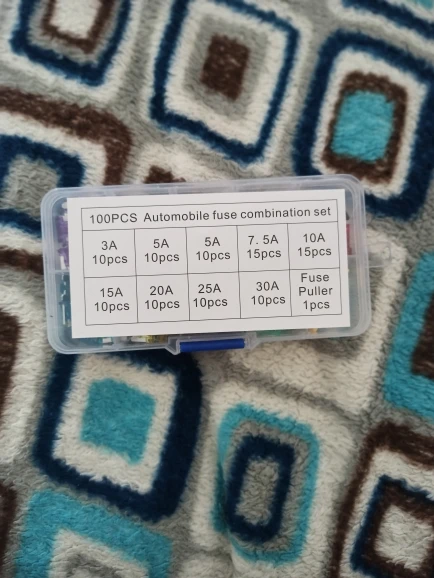 100PCS Automobile fuse combination set
3A 5A 5A 7. 5A 10A
10pcs 10pcs 10pcs 15pcs 15pcs
15A 20A 25A 30A Fuse Puller
10pcs 10pcs 10pcs 10pcs 1pcs